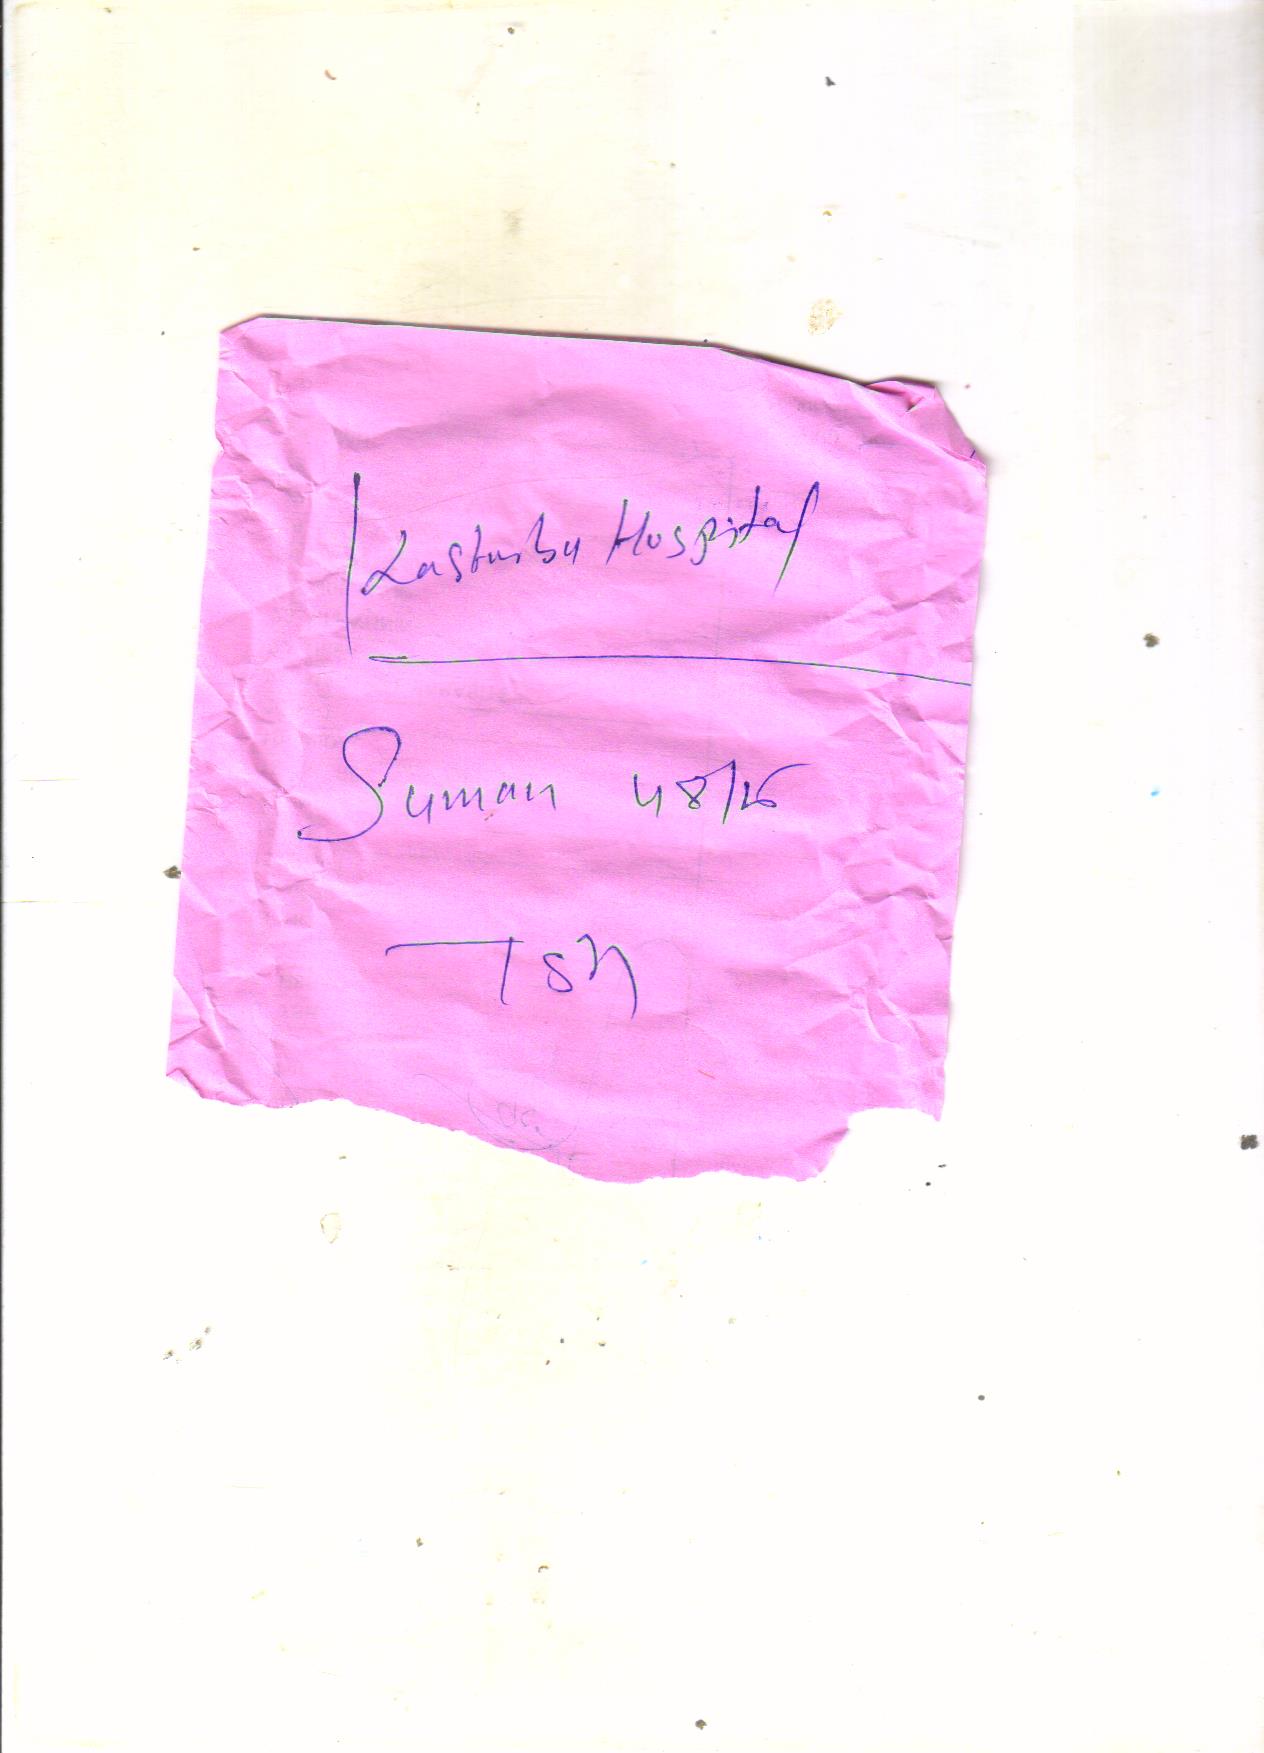 Kasturba Hospital
Suman 48/F
TSH